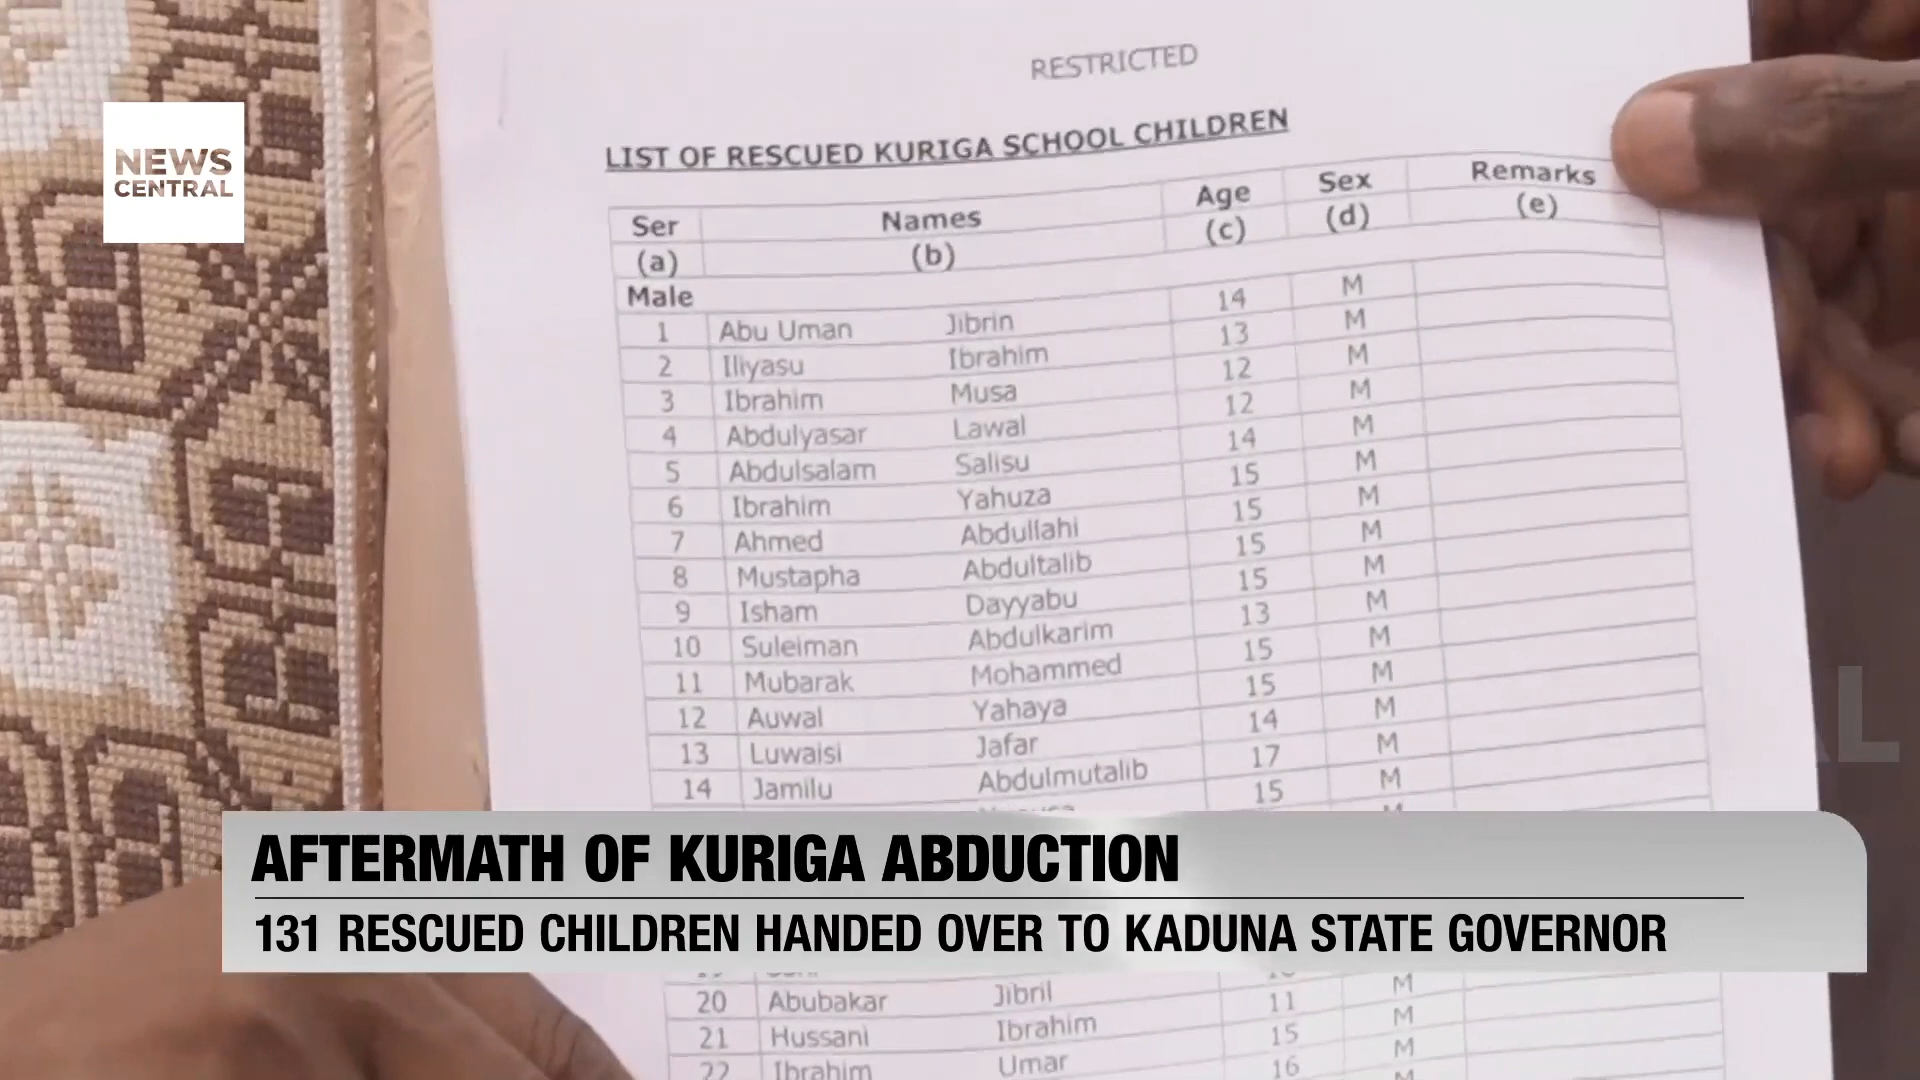 RESTRICTED
LIST OF RESCUED KURIGA SCHOOL CHILDREN
Ser Names Age Sex Remarks
(a) (b) (c) (d) (e)
Male
1 Abu Uman Jibrin 14 M
2 Iliyasu Ibrahim 13 M
3 Ibrahim Musa 12 M
4 Abdulyasar Lawal 12 M
5 Abdulsalam Salisu 14 M
6 Ibrahim Yahuza 15 M
7 Ahmed Abdullahi 15 M
8 Mustapha Abdultalib 15 M
9 Isham Dayyabu 15 M
10 Suleiman Abdulkarim 13 M
11 Mubarak Mohammed 15 M
12 Auwal Yahaya 15 M
13 Luwaisi Jafar 14 M
14 Jamilu Abdulmutalib 17 M
15 M
20 Abubakar Jibril
21 Hussani Ibrahim 11 M
22 Ibrahim Umar 15 M
16 M
NEWS
CENTRAL
AFTERMATH OF KURIGA ABDUCTION
131 RESCUED CHILDREN HANDED OVER TO KADUNA STATE GOVERNOR